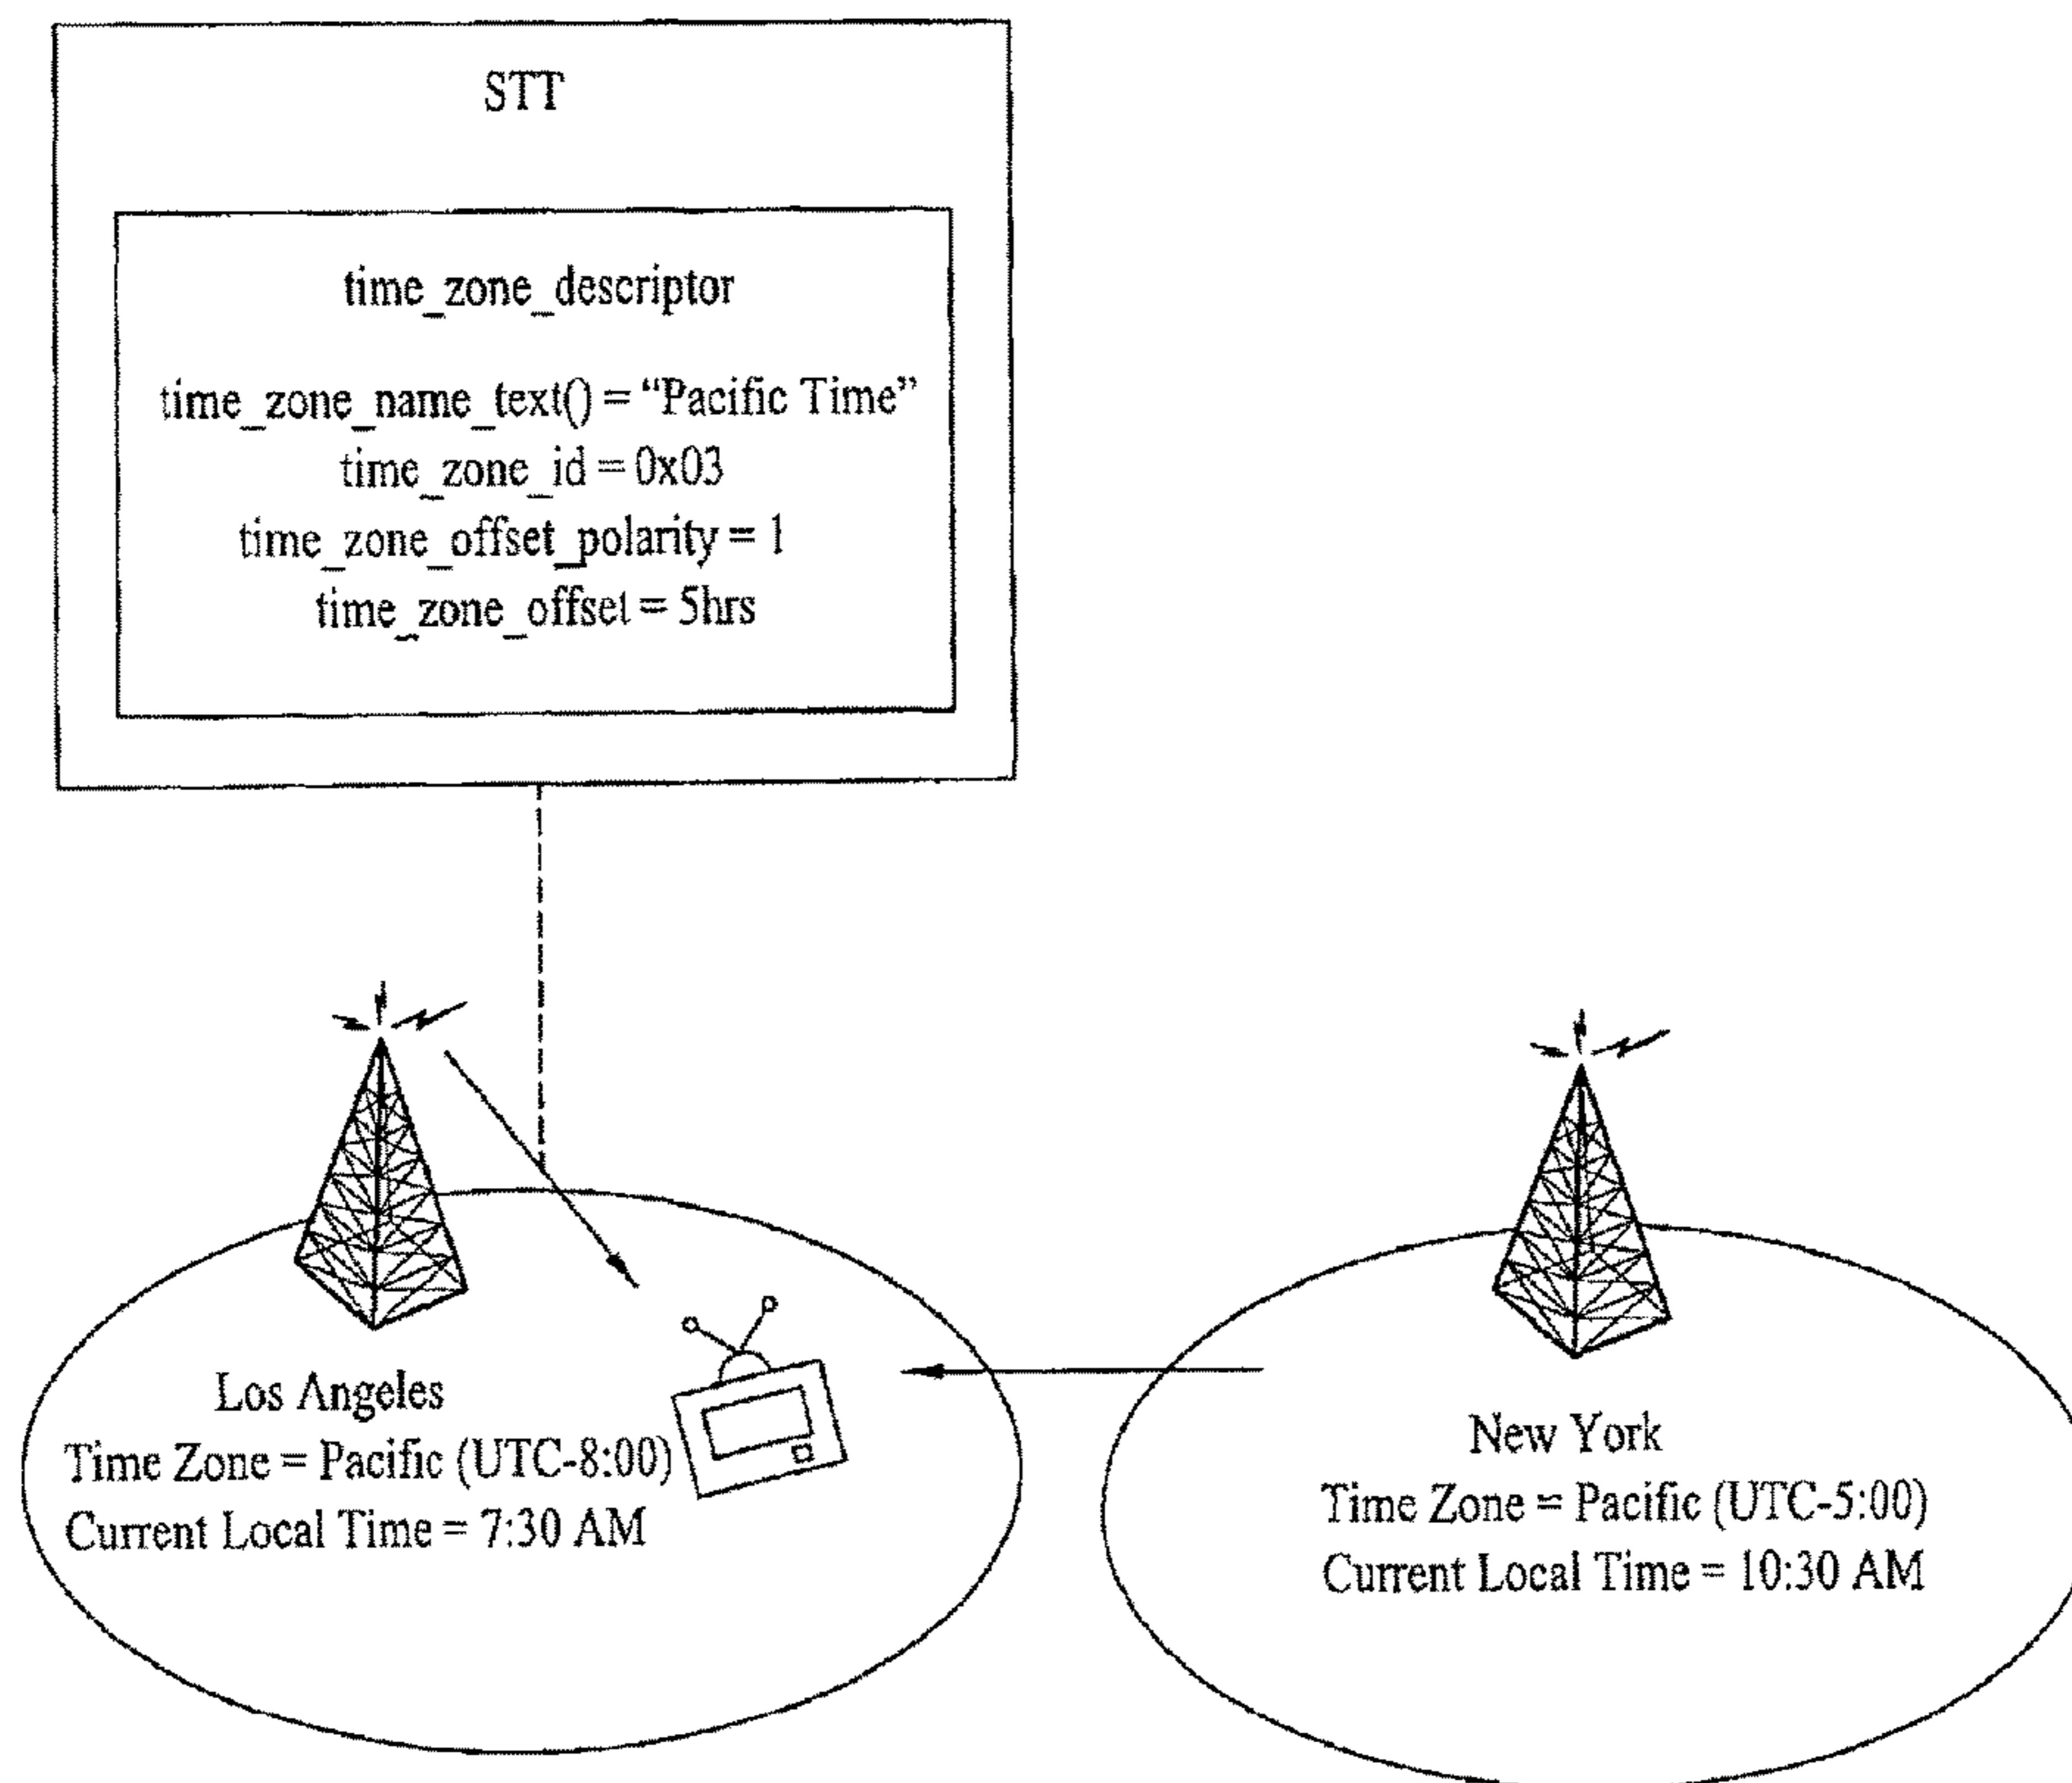 STT
time_zone_descriptor
time_zone_name_text() = “Pacific Time”
time_zone_id = 0x03
time_zone_offset_polarity = 1
time_zone_offset = 5hrs
Los Angeles
Time Zone = Pacific (UTC-8:00)
Current Local Time = 7:30 AM
New York
Time Zone = Pacific (UTC-5:00)
Current Local Time = 10:30 AM